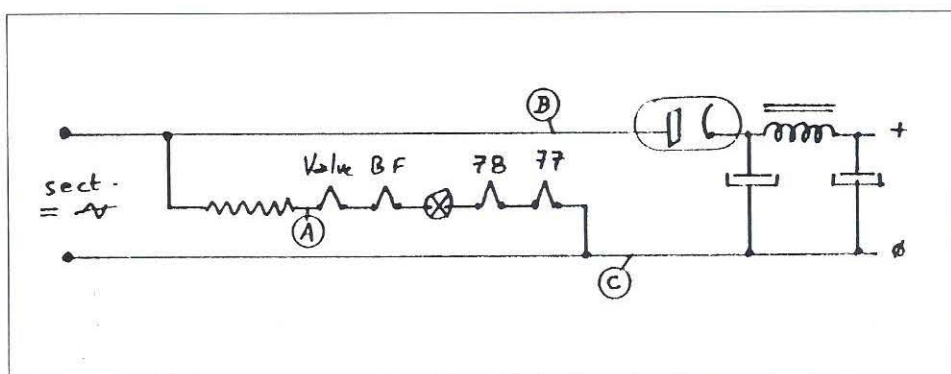 B
+
Valve BF 78 77
sect.
= ~
A
ø
C